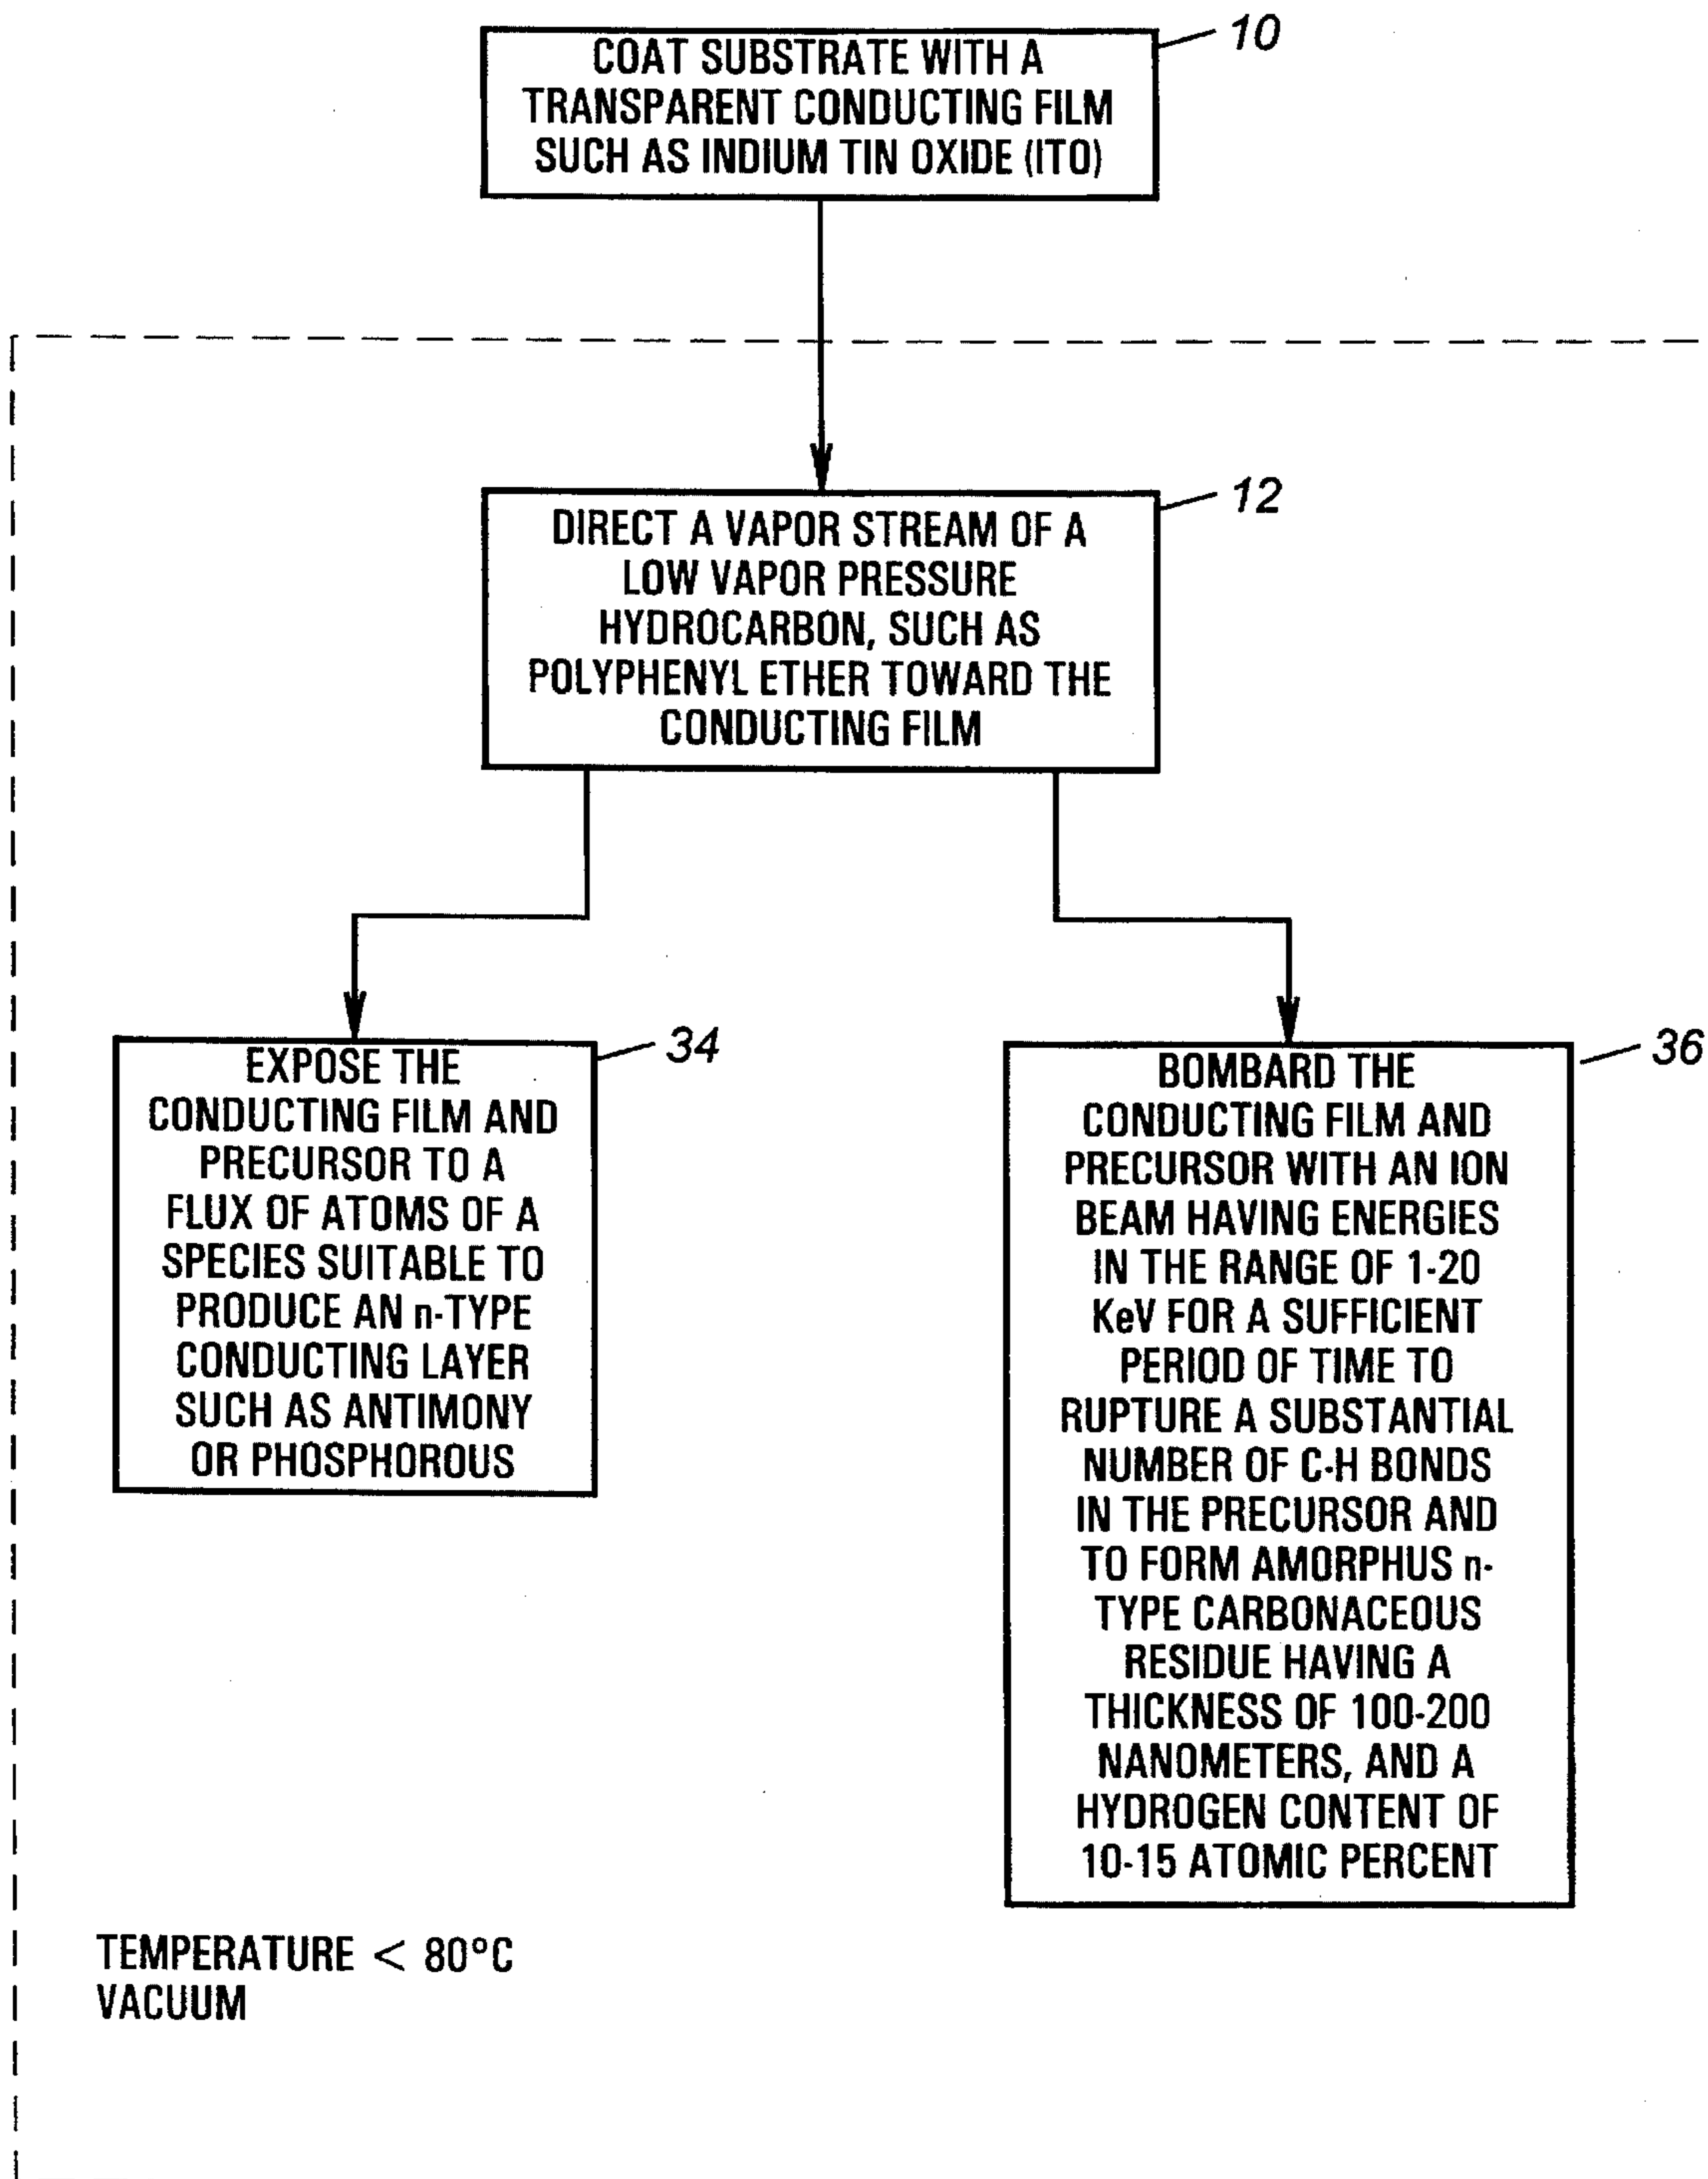 10
COAT SUBSTRATE WITH A
TRANSPARENT CONDUCTING FILM
SUCH AS INDIUM TIN OXIDE (ITO)
12
DIRECT A VAPOR STREAM OF A
LOW VAPOR PRESSURE
HYDROCARBON, SUCH AS
POLYPHENYL ETHER TOWARD THE
CONDUCTING FILM
34
EXPOSE THE
CONDUCTING FILM AND
PRECURSOR TO A
FLUX OF ATOMS OF A
SPECIES SUITABLE TO
PRODUCE AN n-TYPE
CONDUCTING LAYER
SUCH AS ANTIMONY
OR PHOSPHOROUS
36
BOMBARD THE
CONDUCTING FILM AND
PRECURSOR WITH AN ION
BEAM HAVING ENERGIES
IN THE RANGE OF 1-20
KeV FOR A SUFFICIENT
PERIOD OF TIME TO
RUPTURE A SUBSTANTIAL
NUMBER OF C-H BONDS
IN THE PRECURSOR AND
TO FORM AMORPHUS n-
TYPE CARBONACEOUS
RESIDUE HAVING A
THICKNESS OF 100-200
NANOMETERS, AND A
HYDROGEN CONTENT OF
10-15 ATOMIC PERCENT
TEMPERATURE < 80°C
VACUUM